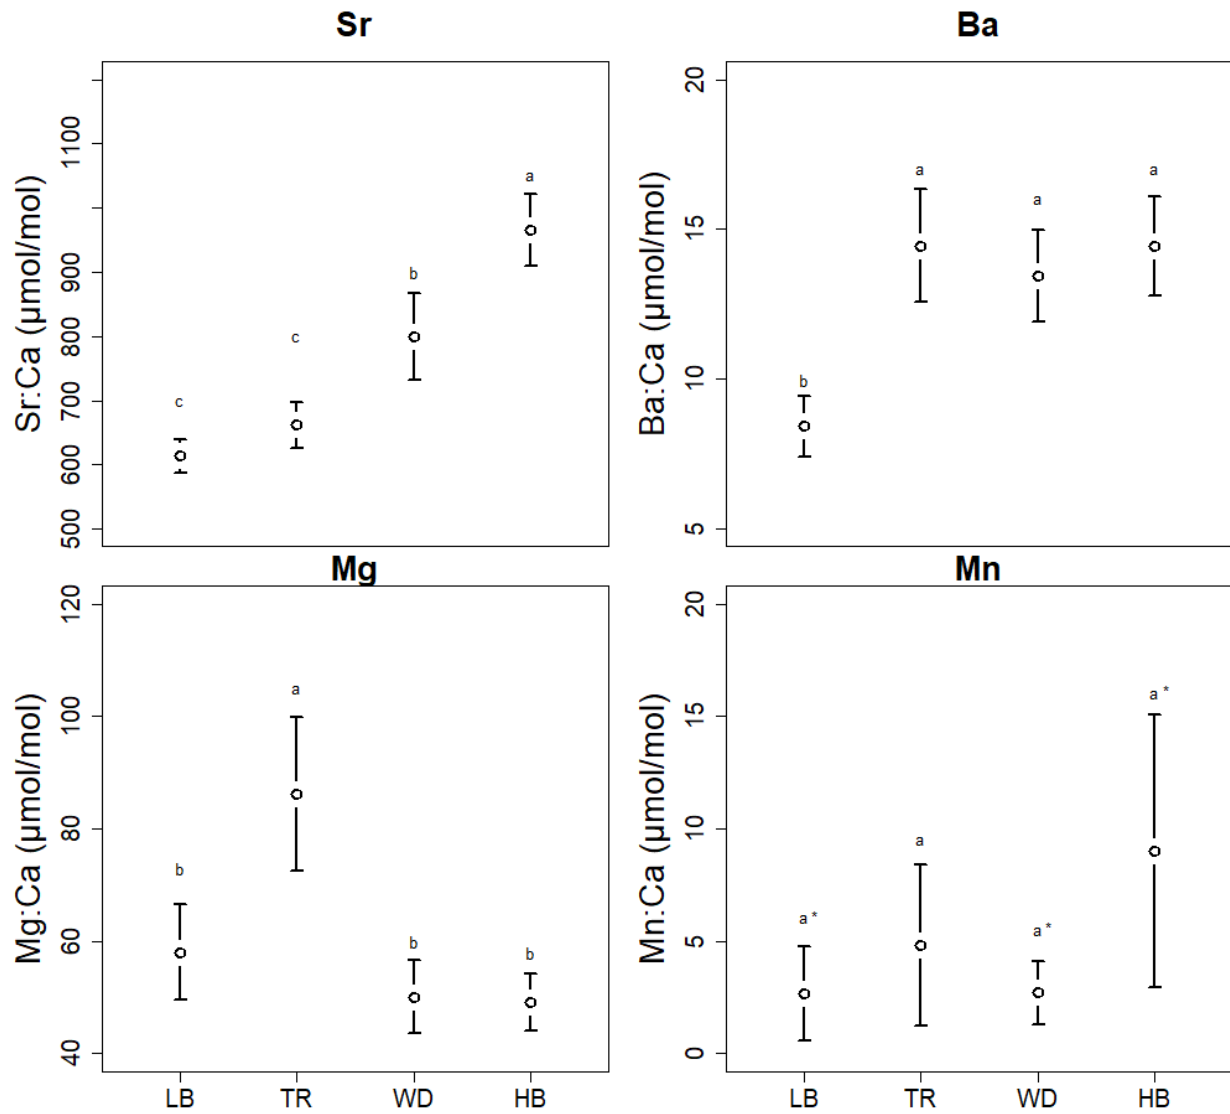 Sr
Sr:Ca (µmol/mol)
1100
900
800
700
600
500
c
c
b
a
Ba
Ba:Ca (µmol/mol)
20
15
10
5
b
a
a
a
Mg
Mg:Ca (µmol/mol)
120
100
80
60
40
b
a
b
b
LB TR WD HB
Mn
Mn:Ca (µmol/mol)
20
15
10
5
0
a *
a
a *
a *
LB TR WD HB